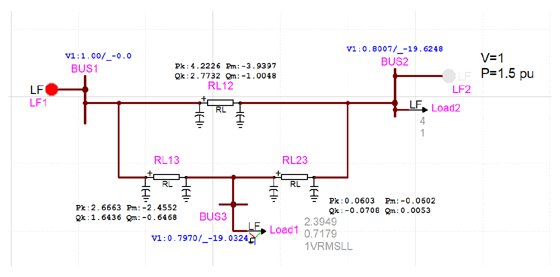 V1:1.00/_-0.0
BUS1
LF
LF1
Pk:4.2226 Pm:-3.9397
Qk:2.7732 Qm:-1.0048
RL12
+
RL
V1:0.8007/_-19.6248
BUS2
V=1
P=1.5 pu
LF2
LF
Load2
4
1
RL13
+
RL
RL23
+
RL
Pk:2.6663 Pm:-2.4552
Qk:1.6436 Qm:-0.6468
BUS3
Pk:0.0603 Pm:-0.0602
Qk:-0.0708 Qm:0.0053
LF
Load1
2.3949
0.7179
1VRMSLL
V1:0.7970/_-19.0324